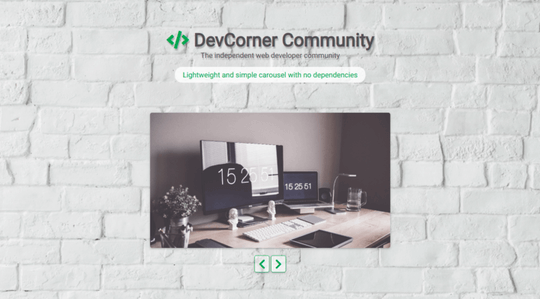 </> DevCorner Community
The independent web developer community
Lightweight and simple carousel with no dependencies
15 25 51
15 25 51